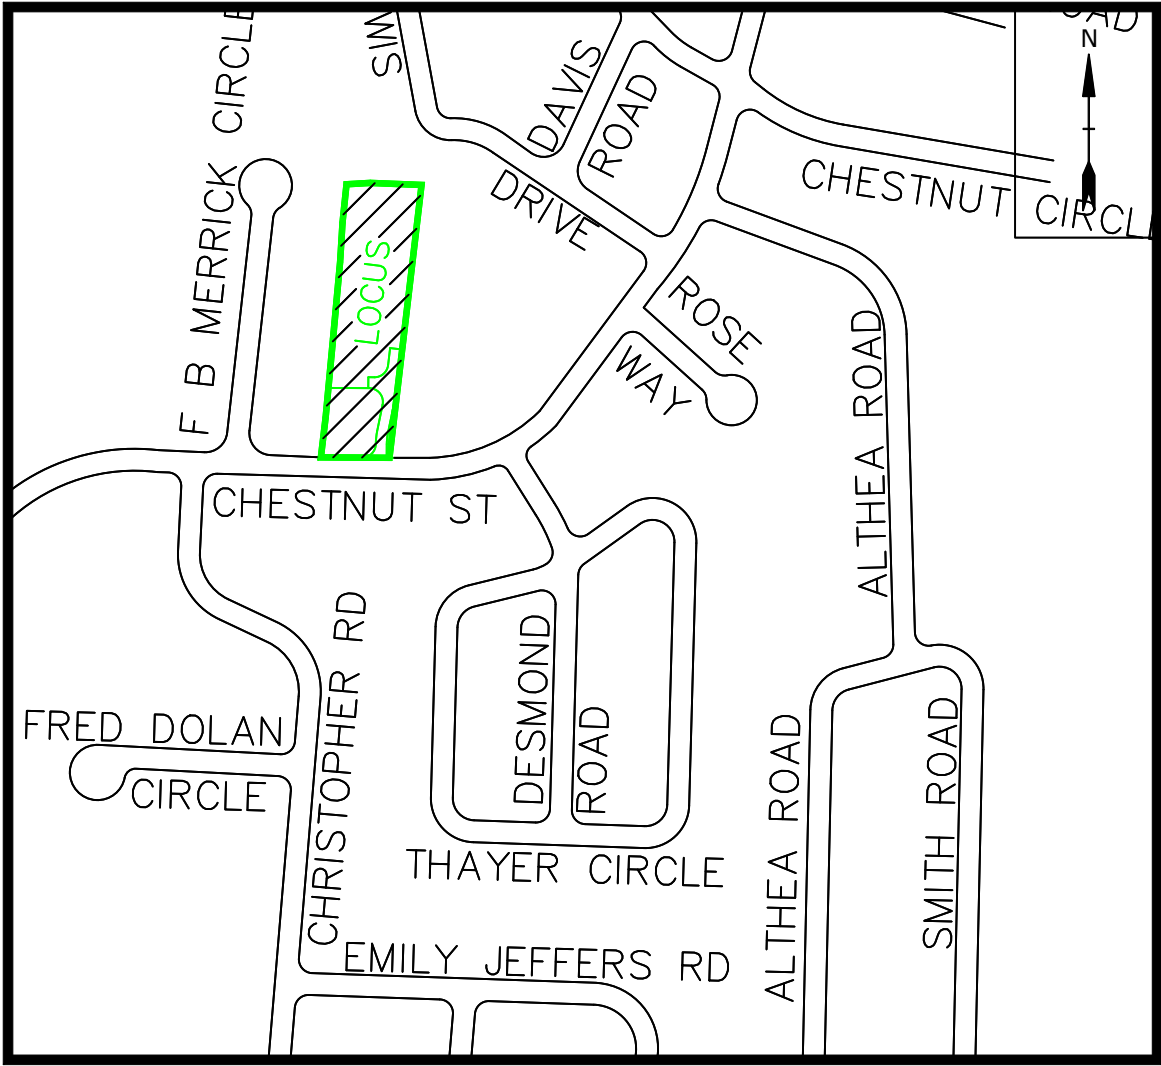 N
CHESTNUT CIRCLE
DAVIS
ROAD
DRIVE
F B MERRICK CIRCLE
LOCUS
ROSE
WAY
ALTHEA ROAD
CHESTNUT ST
CHRISTOPHER RD
FRED DOLAN
CIRCLE
DESMOND
ROAD
THAYER CIRCLE
ALTHEA ROAD
SMITH ROAD
EMILY JEFFERS RD